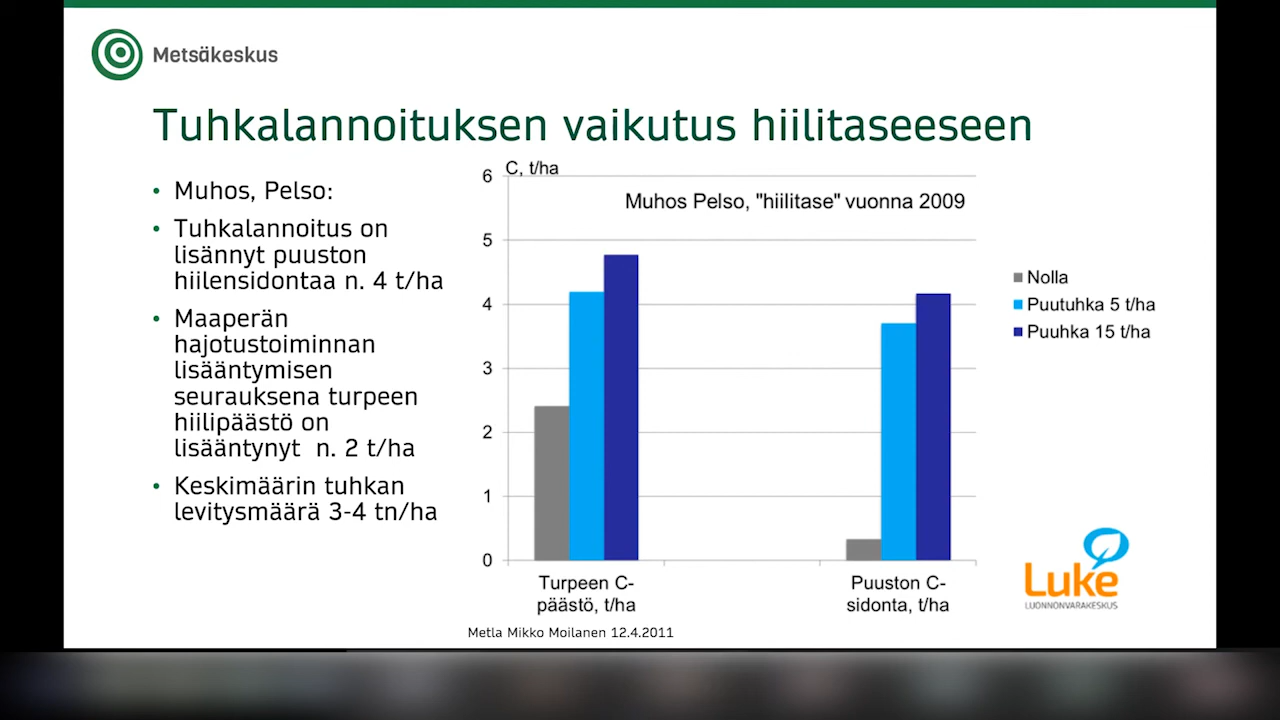 Metsäkeskus
Tuhkalannoituksen vaikutus hiilitaseeseen
• Muhos, Pelso:
• Tuhkalannoitus on
lisännyt puuston
hiilensidontaa n. 4 t/ha
• Maaperän
hajotustoiminnan
lisääntymisen
seurauksena turpeen
hiilipäästö on
lisääntynyt n. 2 t/ha
• Keskimäärin tuhkan
levitysmäärä 3-4 tn/ha
C, t/ha
Muhos Pelso, "hiilitase" vuonna 2009
6
5
4
3
2
1
0
Turpeen C-
päästö, t/ha
Puuston C-
sidonta, t/ha
Nolla
Puutuhka 5 t/ha
Puuhka 15 t/ha
Luke
LUONNONVARAKESKUS
Metla Mikko Moilanen 12.4.2011